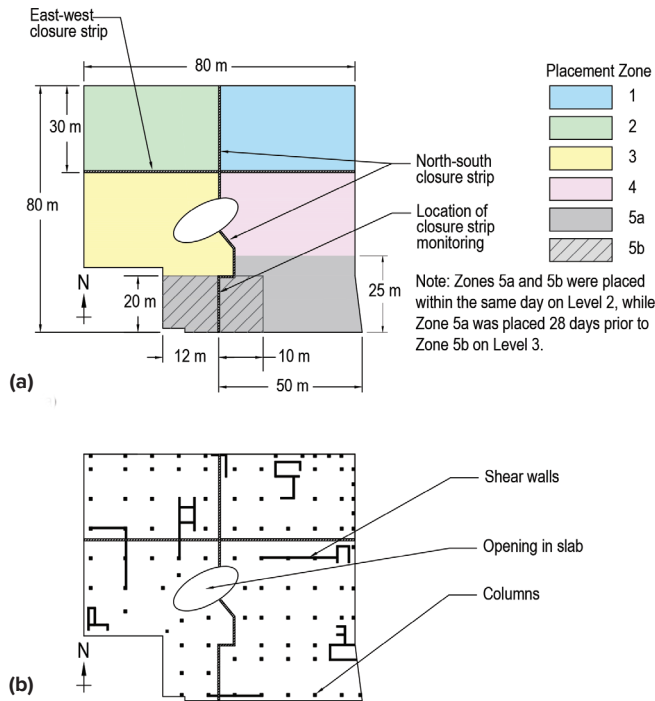 East-west
closure strip
80 m
30 m
80 m
N
20 m
25 m
12 m
10 m
50 m
North-south
closure strip
Location of
closure strip
monitoring
Placement Zone
1
2
3
4
5a
5b
Note: Zones 5a and 5b were placed
within the same day on Level 2, while
Zone 5a was placed 28 days prior to
Zone 5b on Level 3.
(a)
Shear walls
Opening in slab
Columns
N
(b)